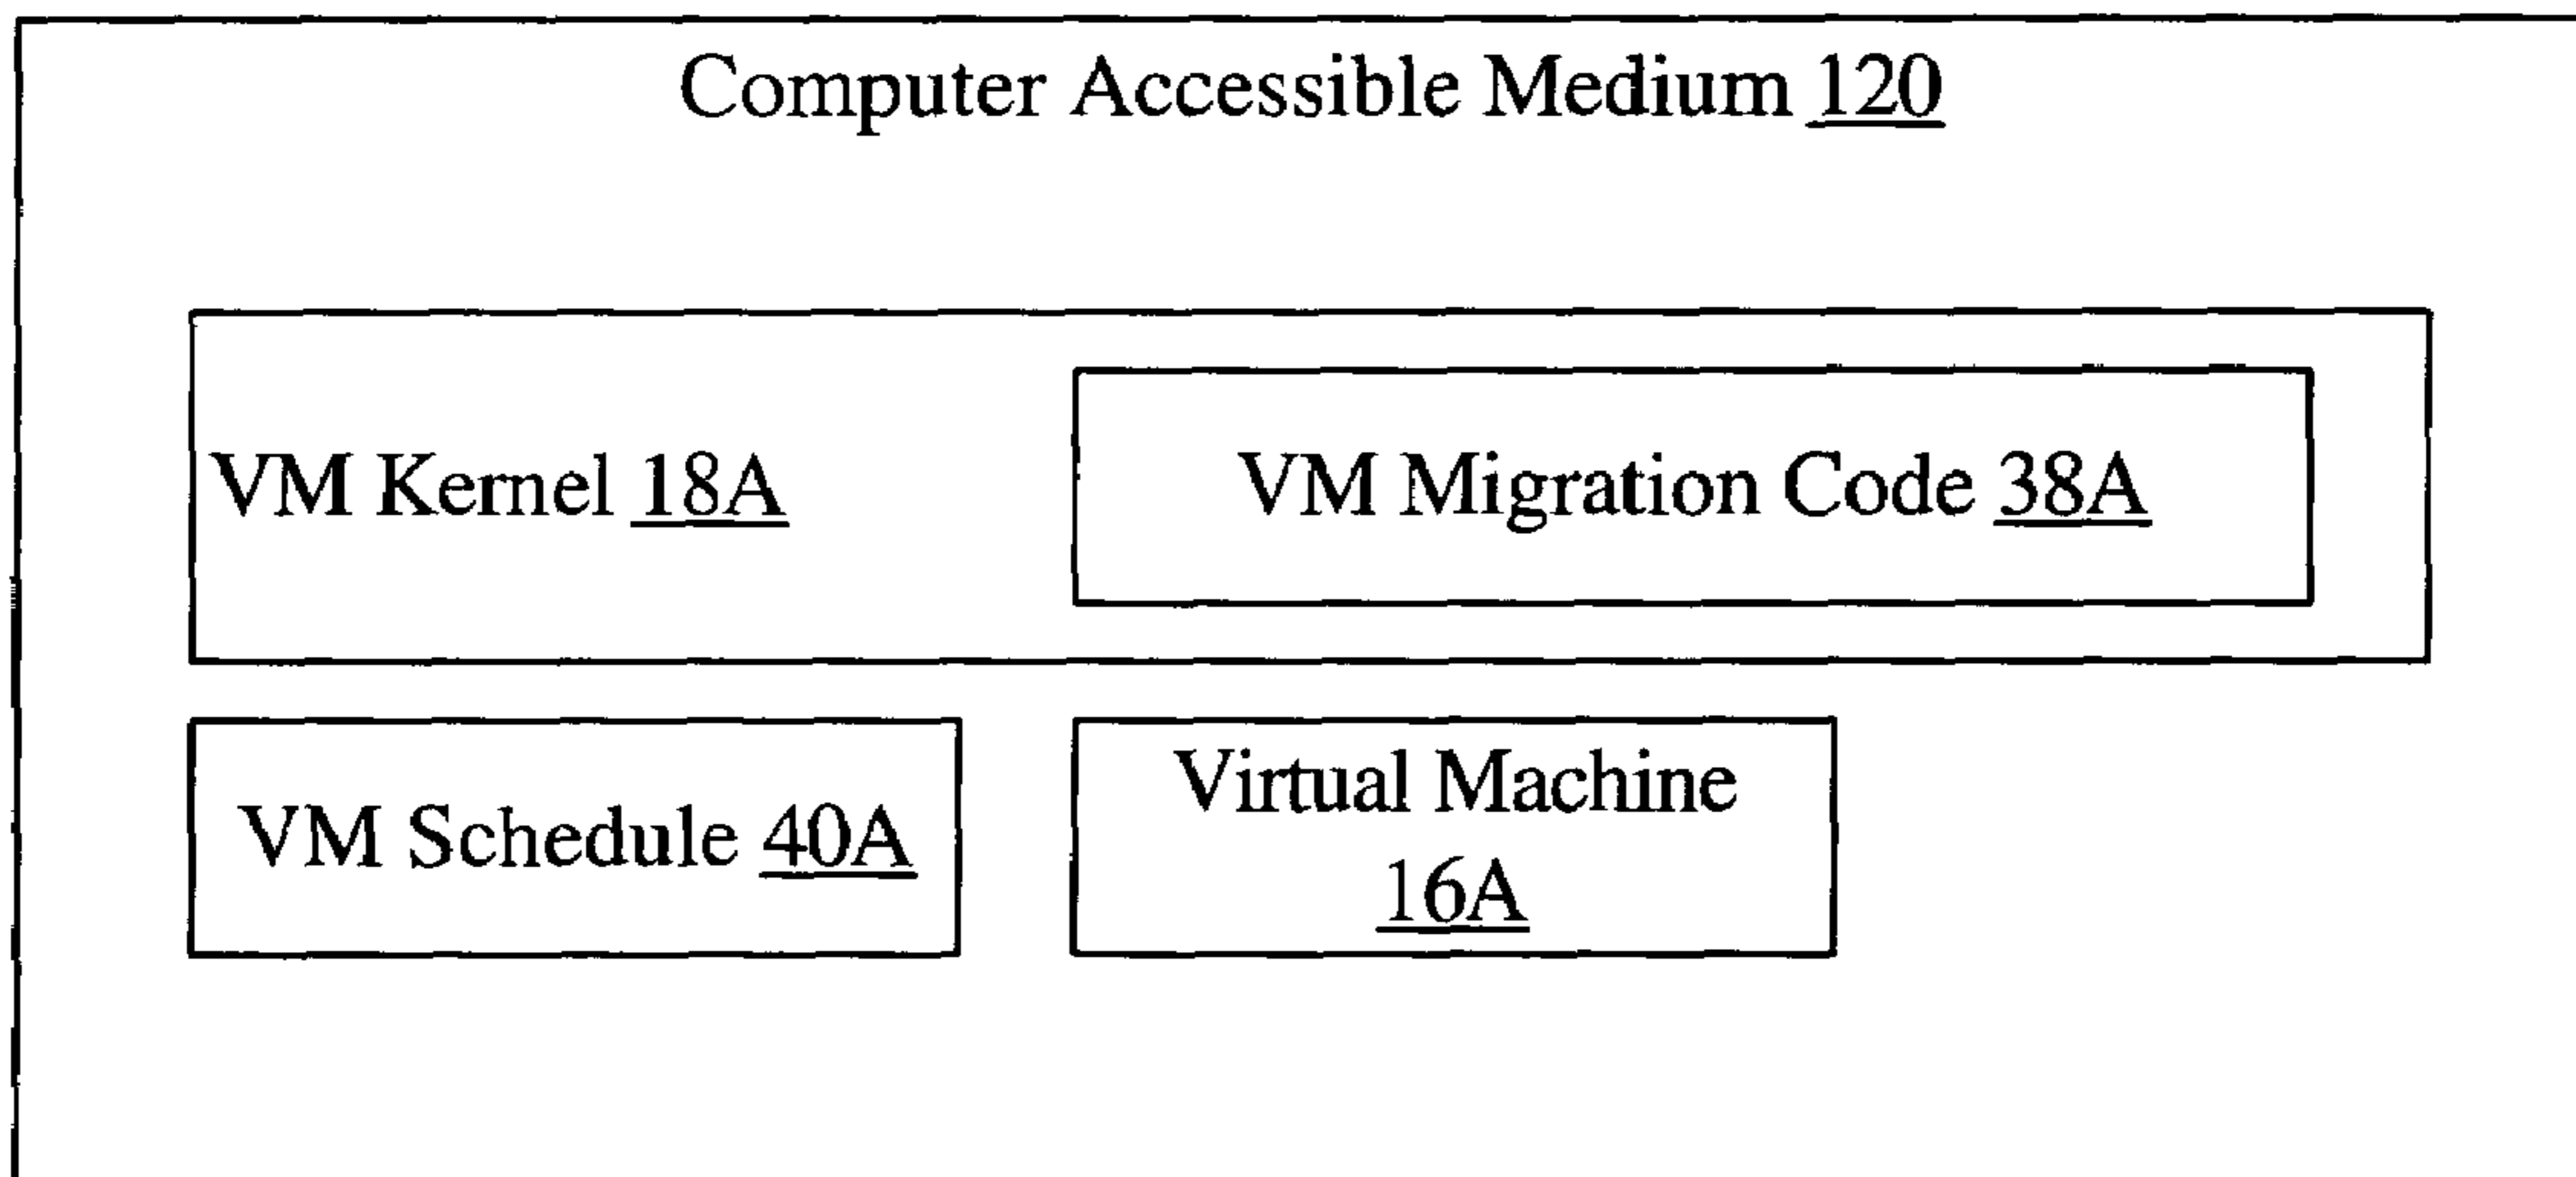 Computer Accessible Medium 120
VM Kernel 18A
VM Migration Code 38A
VM Schedule 40A
Virtual Machine
16A